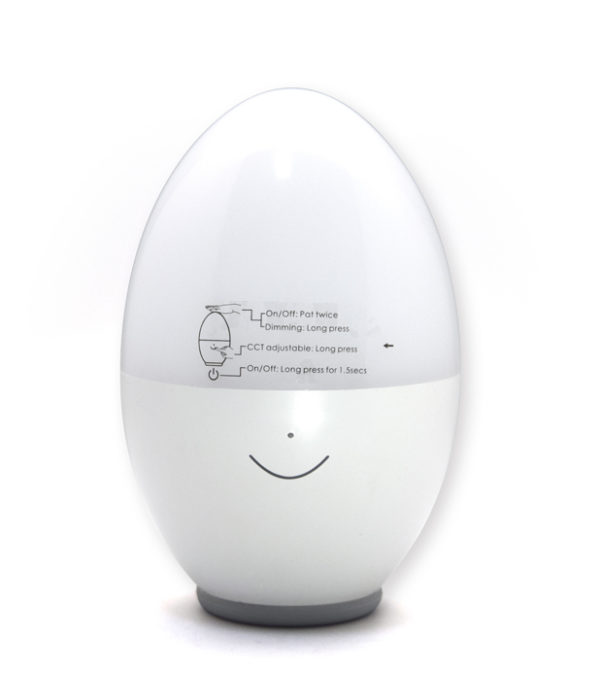 On/Off: Pat twice
Dimming: Long press
CCT adjustable: Long press
On/Off: Long press for 1.5secs